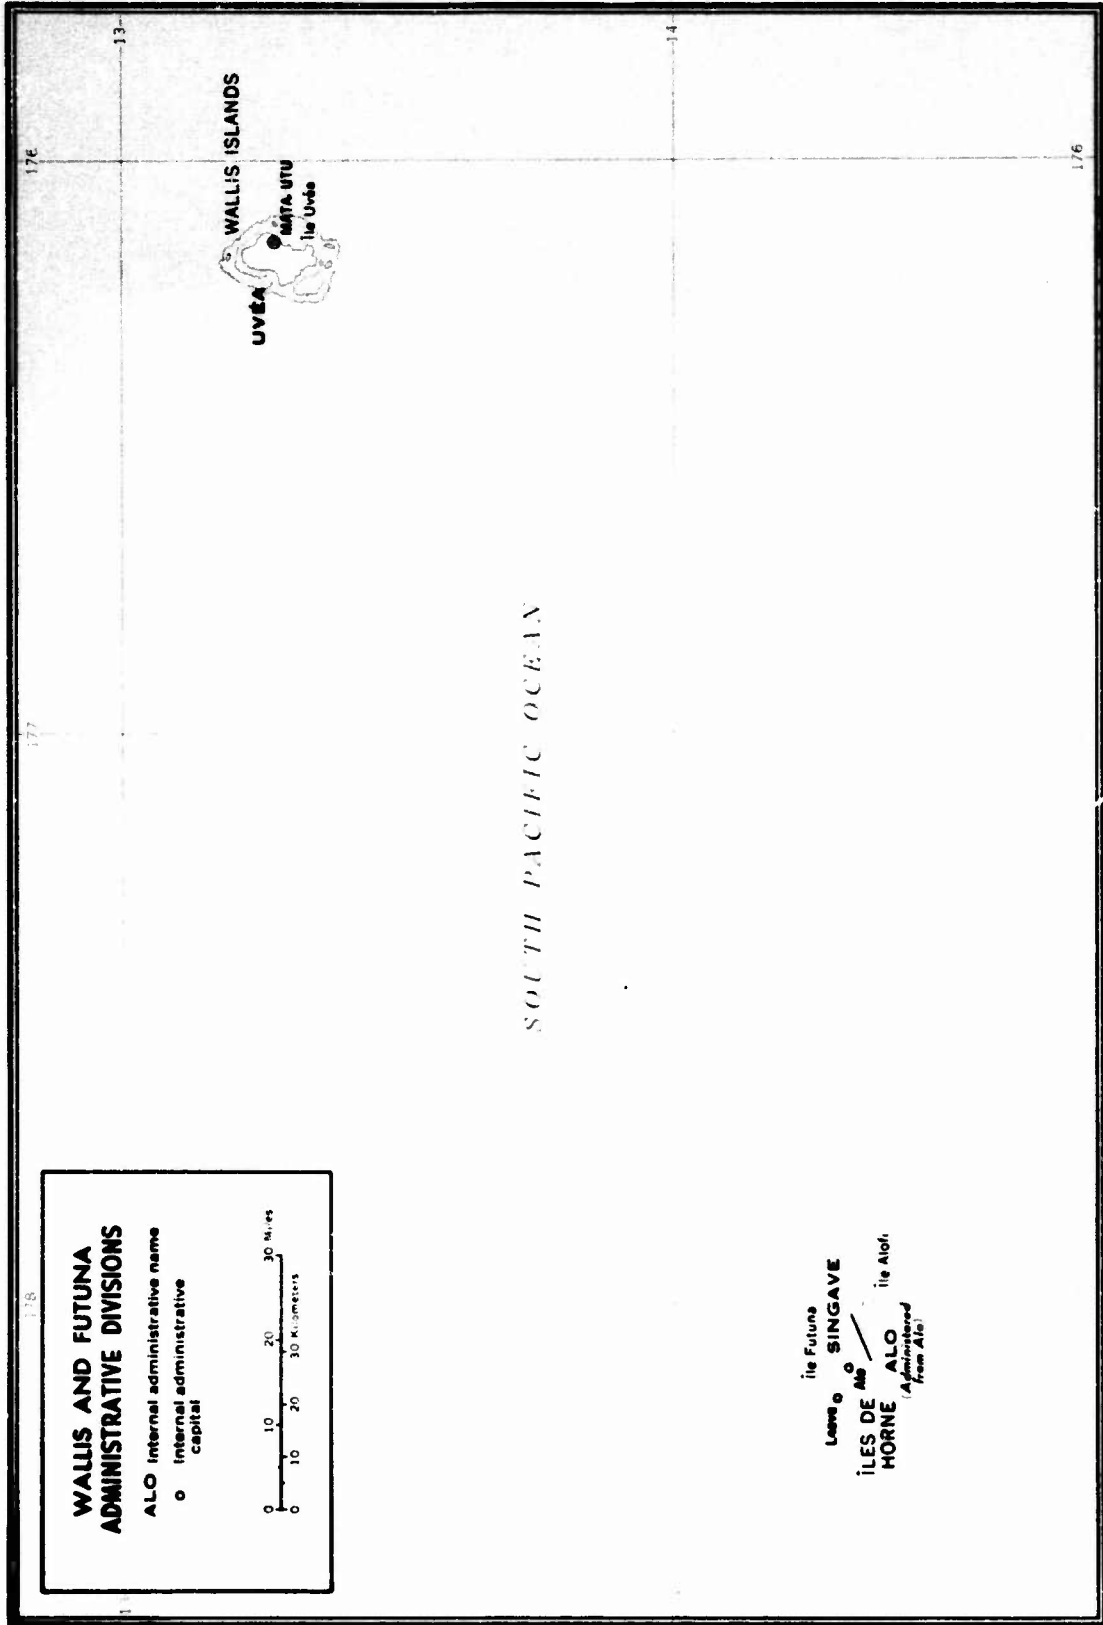 WALLIS AND FUTUNA
ADMINISTRATIVE DIVISIONS
ALO Internal administrative name
o Internal administrative
capital
0 10 20 30 Miles
0 10 20 30 Kilometers
178
177
176
13
WALLIS ISLANDS
UVÉA
MATA UTU
Île Uvéa
SOUTH PACIFIC OCEAN
14
Île Futuna
SINGAVE
Alo
ÎLES DE
HORNE
ALO
Île Alofi
(Administered
from Alo)
176